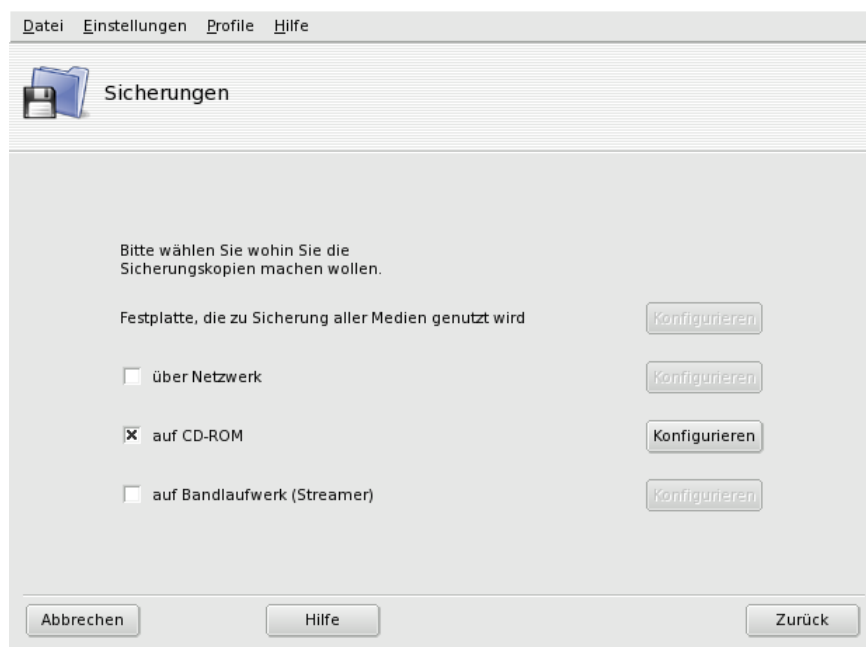 Datei Einstellungen Profile Hilfe
Sicherungen
Bitte wählen Sie wohin Sie die
Sicherungskopien machen wollen.
Festplatte, die zu Sicherung aller Medien genutzt wird Konfigurieren
über Netzwerk Konfigurieren
auf CD-ROM Konfigurieren
auf Bandlaufwerk (Streamer) Konfigurieren
Abbrechen Hilfe Zurück